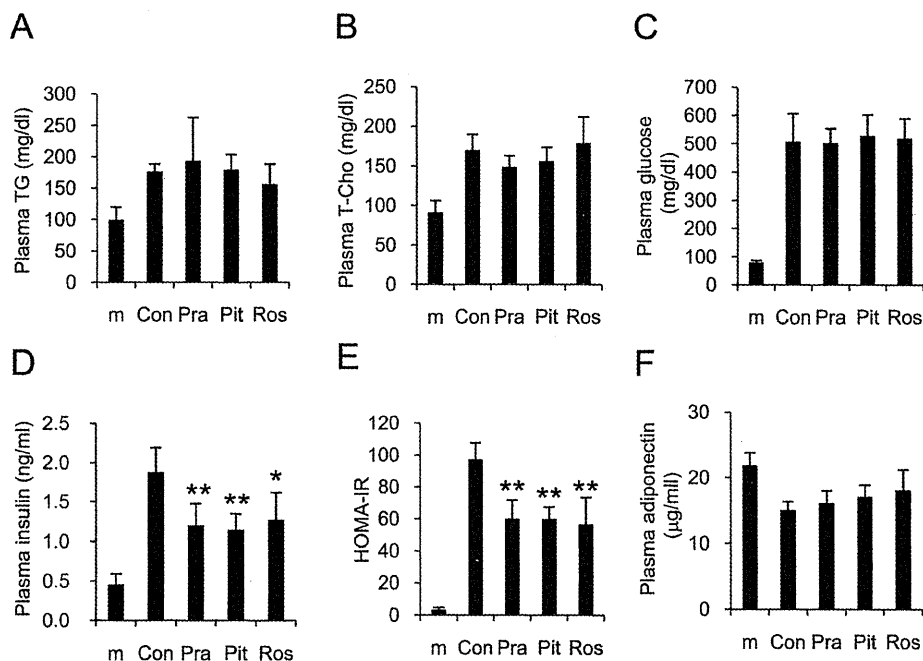 A
Plasma TG (mg/dl)
300
250
200
150
100
50
0
m Con Pra Pit Ros
B
Plasma T-Cho (mg/dl)
250
200
150
100
50
0
m Con Pra Pit Ros
C
Plasma glucose
(mg/dl)
700
600
500
400
300
200
100
0
m Con Pra Pit Ros
D
Plasma insulin (ng/ml)
2.5
2.0
1.5
1.0
0.5
0.0
** ** *
m Con Pra Pit Ros
E
HOMA-IR
120
100
80
60
40
20
0
** ** **
m Con Pra Pit Ros
F
Plasma adiponectin
(µg/mil)
30
20
10
0
m Con Pra Pit Ros